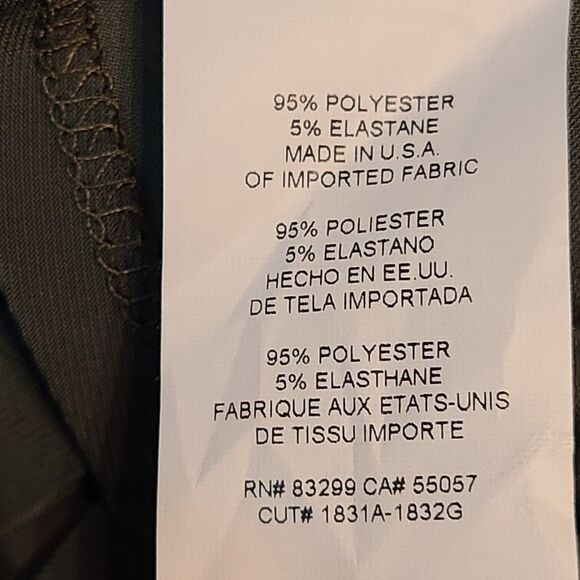 95% POLYESTER
5% ELASTANE
MADE IN U.S.A.
OF IMPORTED FABRIC
95% POLIESTER
5% ELASTANO
HECHO EN EE.UU.
DE TELA IMPORTADA
95% POLYESTER
5% ELASTHANE
FABRIQUE AUX ETATS-UNIS
DE TISSU IMPORTE
RN# 83299 CA# 55057
CUT# 1831A-1832G